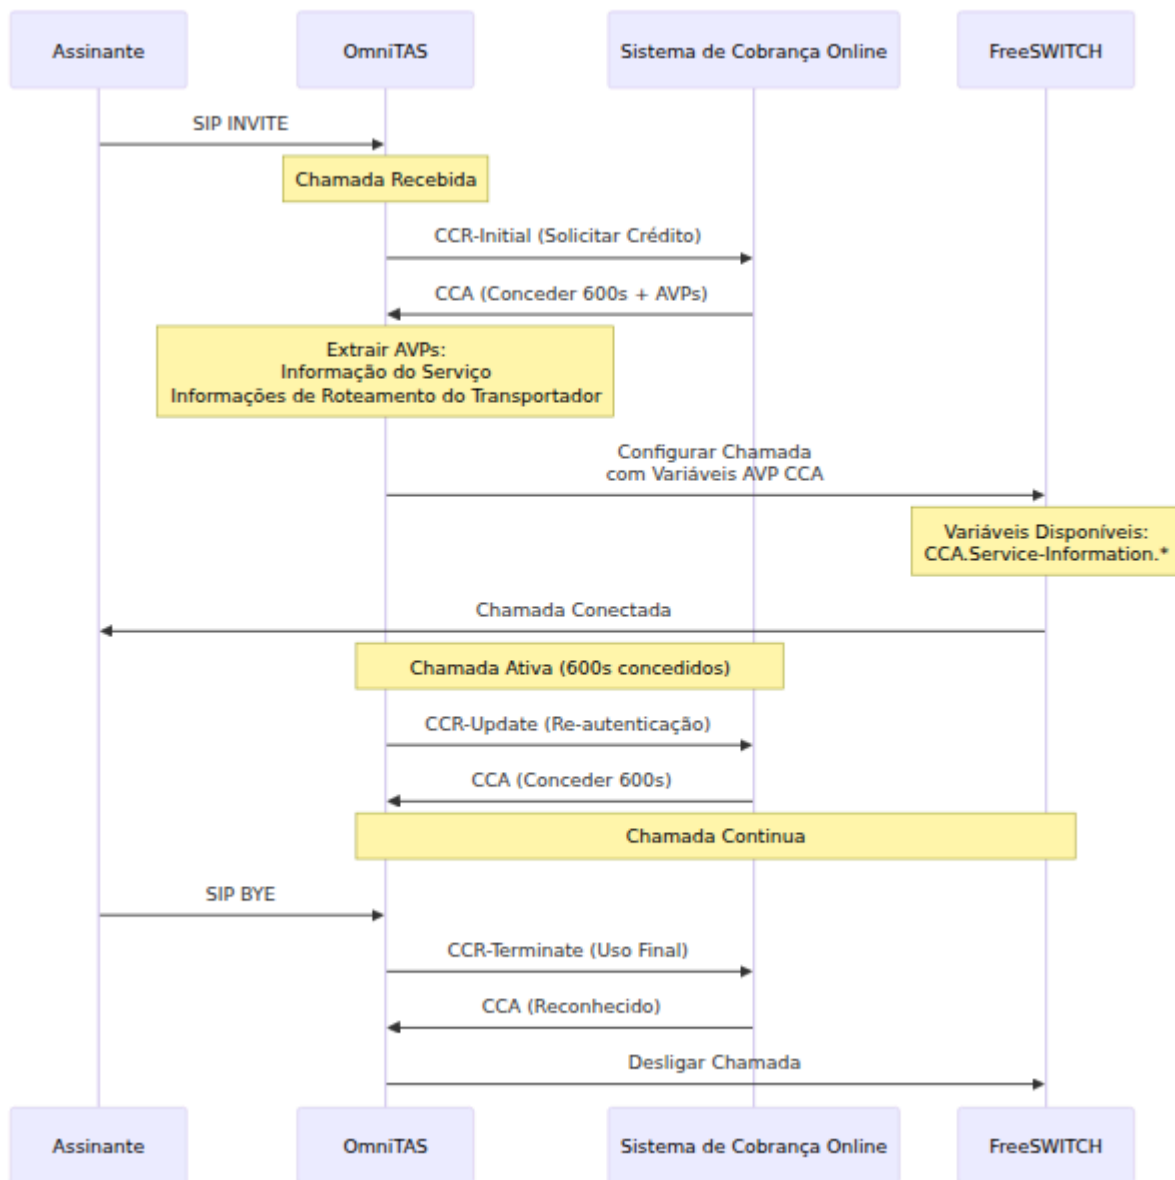 Assinante
OmniTAS
Sistema de Cobrança Online
FreeSWITCH
SIP INVITE
Chamada Recebida
CCR-Initial (Solicitar Crédito)
CCA (Conceder 600s + AVPs)
Extrair AVPs:
Informação do Serviço
Informações de Roteamento do Transportador
Configurar Chamada
com Variáveis AVP CCA
Variáveis Disponíveis:
CCA.Service-Information.*
Chamada Conectada
Chamada Ativa (600s concedidos)
CCR-Update (Re-autenticação)
CCA (Conceder 600s)
Chamada Continua
SIP BYE
CCR-Terminate (Uso Final)
CCA (Reconhecido)
Desligar Chamada
Assinante
OmniTAS
Sistema de Cobrança Online
FreeSWITCH